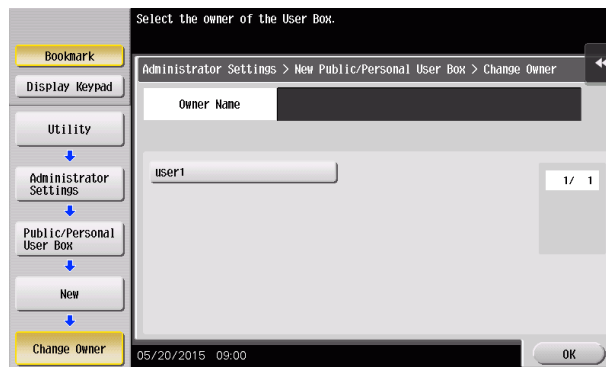 Select the owner of the User Box.
Bookmark
Display Keypad
Utility
Administrator
Settings
Public/Personal
User Box
New
Change Owner
Administrator Settings > New Public/Personal User Box > Change Owner
Owner Name
user1
1/ 1
05/20/2015 09:00
OK